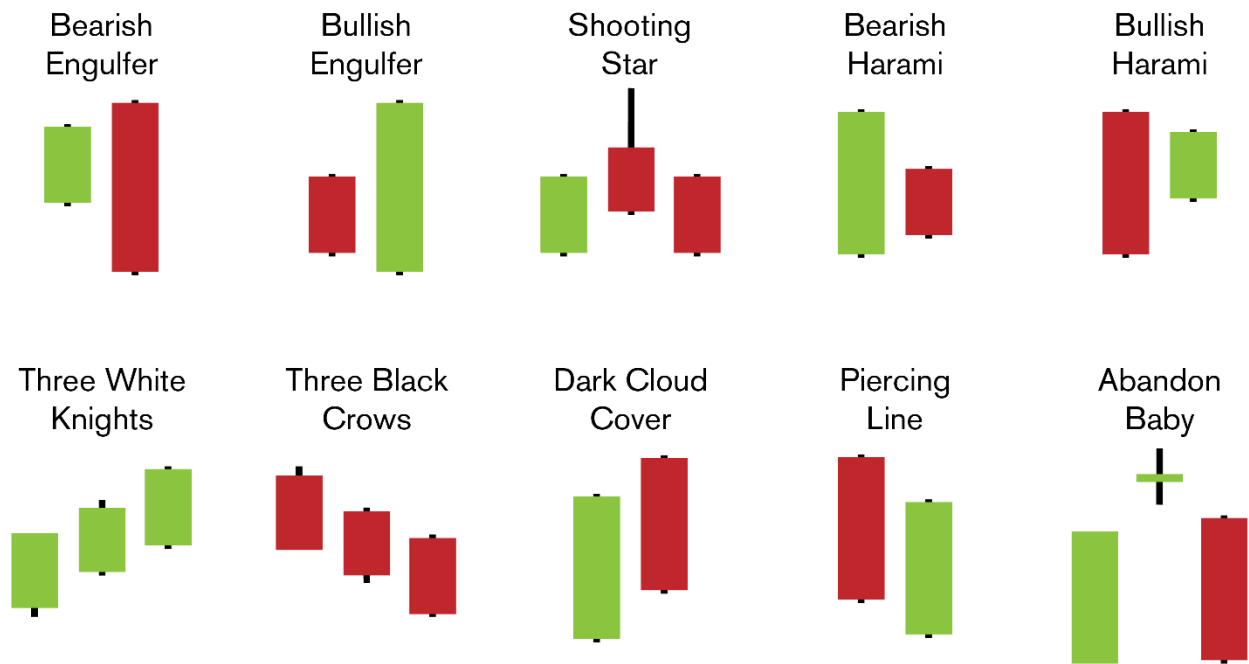 Bearish
Engulfer
Bullish
Engulfer
Shooting
Star
Bearish
Harami
Bullish
Harami
Three White
Knights
Three Black
Crows
Dark Cloud
Cover
Piercing
Line
Abandon
Baby